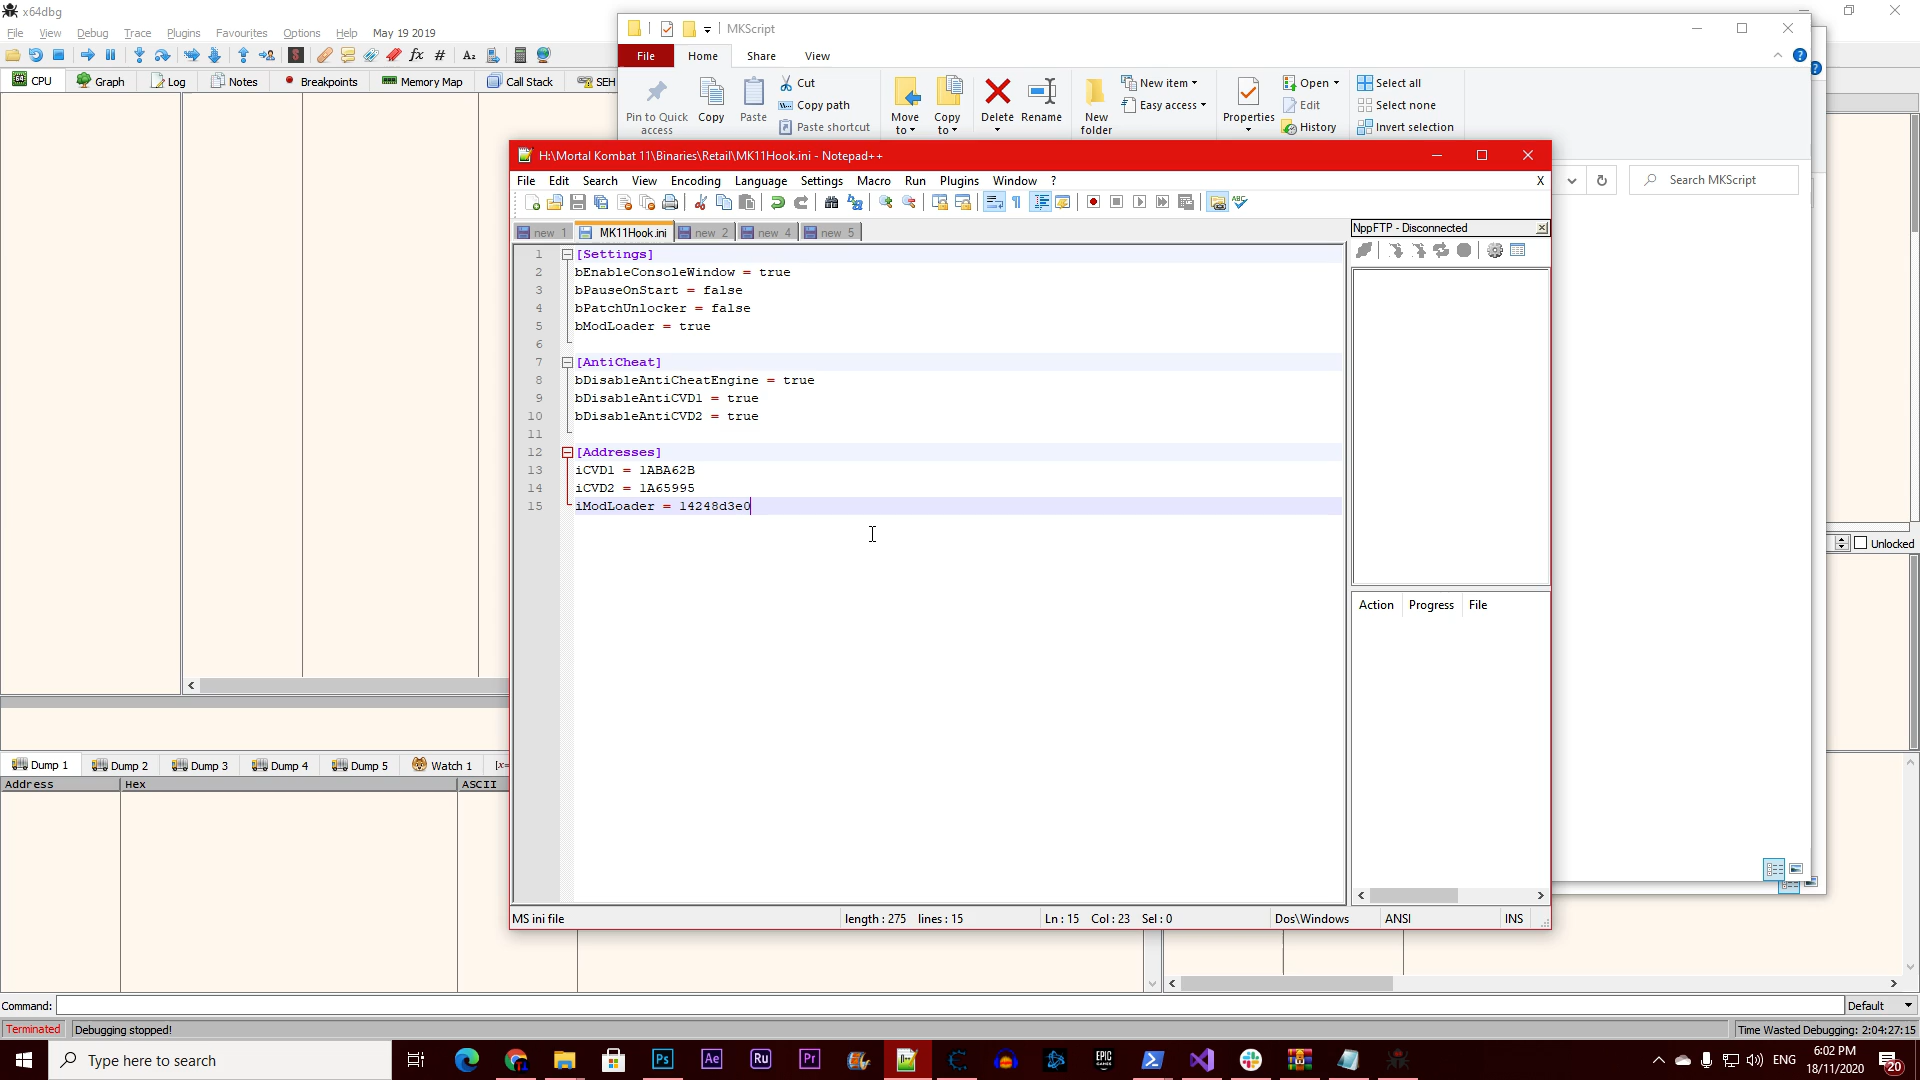 x64dbg
File View Debug Trace Plugins Favourites Options Help May 19 2019
CPU Graph Log Notes Breakpoints Memory Map Call Stack SEH
MKScript
File Home Share View
Pin to Quick access
Copy
Paste
Cut
Copy path
Paste shortcut
Move to
Copy to
Delete
Rename
New folder
New item
Easy access
Properties
Open
Edit
History
Select all
Select none
Invert selection
Search MKScript
H:\Mortal Kombat 11\Binaries\Retail\MK11Hook.ini - Notepad++
File Edit Search View Encoding Language Settings Macro Run Plugins Window ? X
new 1 MK11Hook.ini new 2 new 4 new 5
1 [Settings]
2 bEnableConsoleWindow = true
3 bPauseOnStart = false
4 bPatchUnlocker = false
5 bModLoader = true
6
7 [AntiCheat]
8 bDisableAntiCheatEngine = true
9 bDisableAntiCVD1 = true
10 bDisableAntiCVD2 = true
11
12 [Addresses]
13 iCVD1 = 1ABA62B
14 iCVD2 = 1A65995
15 iModLoader = 14248d3e0
NppFTP - Disconnected
Action Progress File
MS ini file length : 275 lines : 15 Ln : 15 Col : 23 Sel : 0 Dos\Windows ANSI INS
Unlocked
Dump 1 Dump 2 Dump 3 Dump 4 Dump 5 Watch 1
Address Hex ASCII
Command: Default
Terminated Debugging stopped! Time Wasted Debugging: 2:04:27:15
Type here to search
Ps Ae Ru Pr EPIC GAMES
ENG
6:02 PM
18/11/2020
20